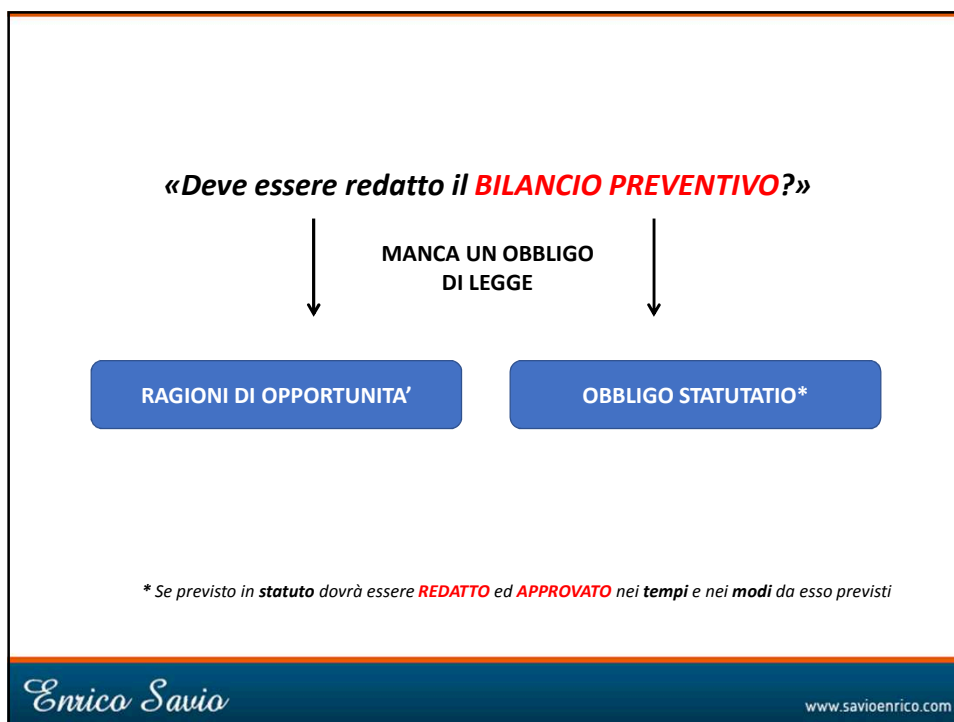 «Deve essere redatto il BILANCIO PREVENTIVO?»
MANCA UN OBBLIGO
DI LEGGE
RAGIONI DI OPPORTUNITA’
OBBLIGO STATUTATIO*
* Se previsto in statuto dovrà essere REDATTO ed APPROVATO nei tempi e nei modi da esso previsti
Enrico Savio
www.savioenrico.com